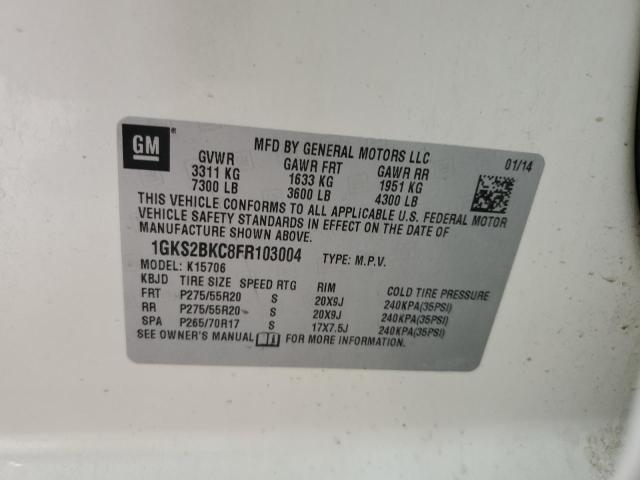 GM
MFD BY GENERAL MOTORS LLC 01/14
GVWR GAWR FRT GAWR RR
3311 KG 1633 KG 1951 KG
7300 LB 3600 LB 4300 LB
THIS VEHICLE CONFORMS TO ALL APPLICABLE U.S. FEDERAL MOTOR
VEHICLE SAFETY STANDARDS IN EFFECT ON THE DATE OF
MANUFACTURE SHOWN ABOVE.
1GKS2BKC8FR103004 TYPE: M.P.V.
MODEL: K15706
KBJD TIRE SIZE SPEED RTG RIM COLD TIRE PRESSURE
FRT P275/55R20 S 20X9J 240KPA(35PSI)
RR P275/55R20 S 20X9J 240KPA(35PSI)
SPA P265/70R17 S 17X7.5J 240KPA(35PSI)
SEE OWNER'S MANUAL FOR MORE INFORMATION.